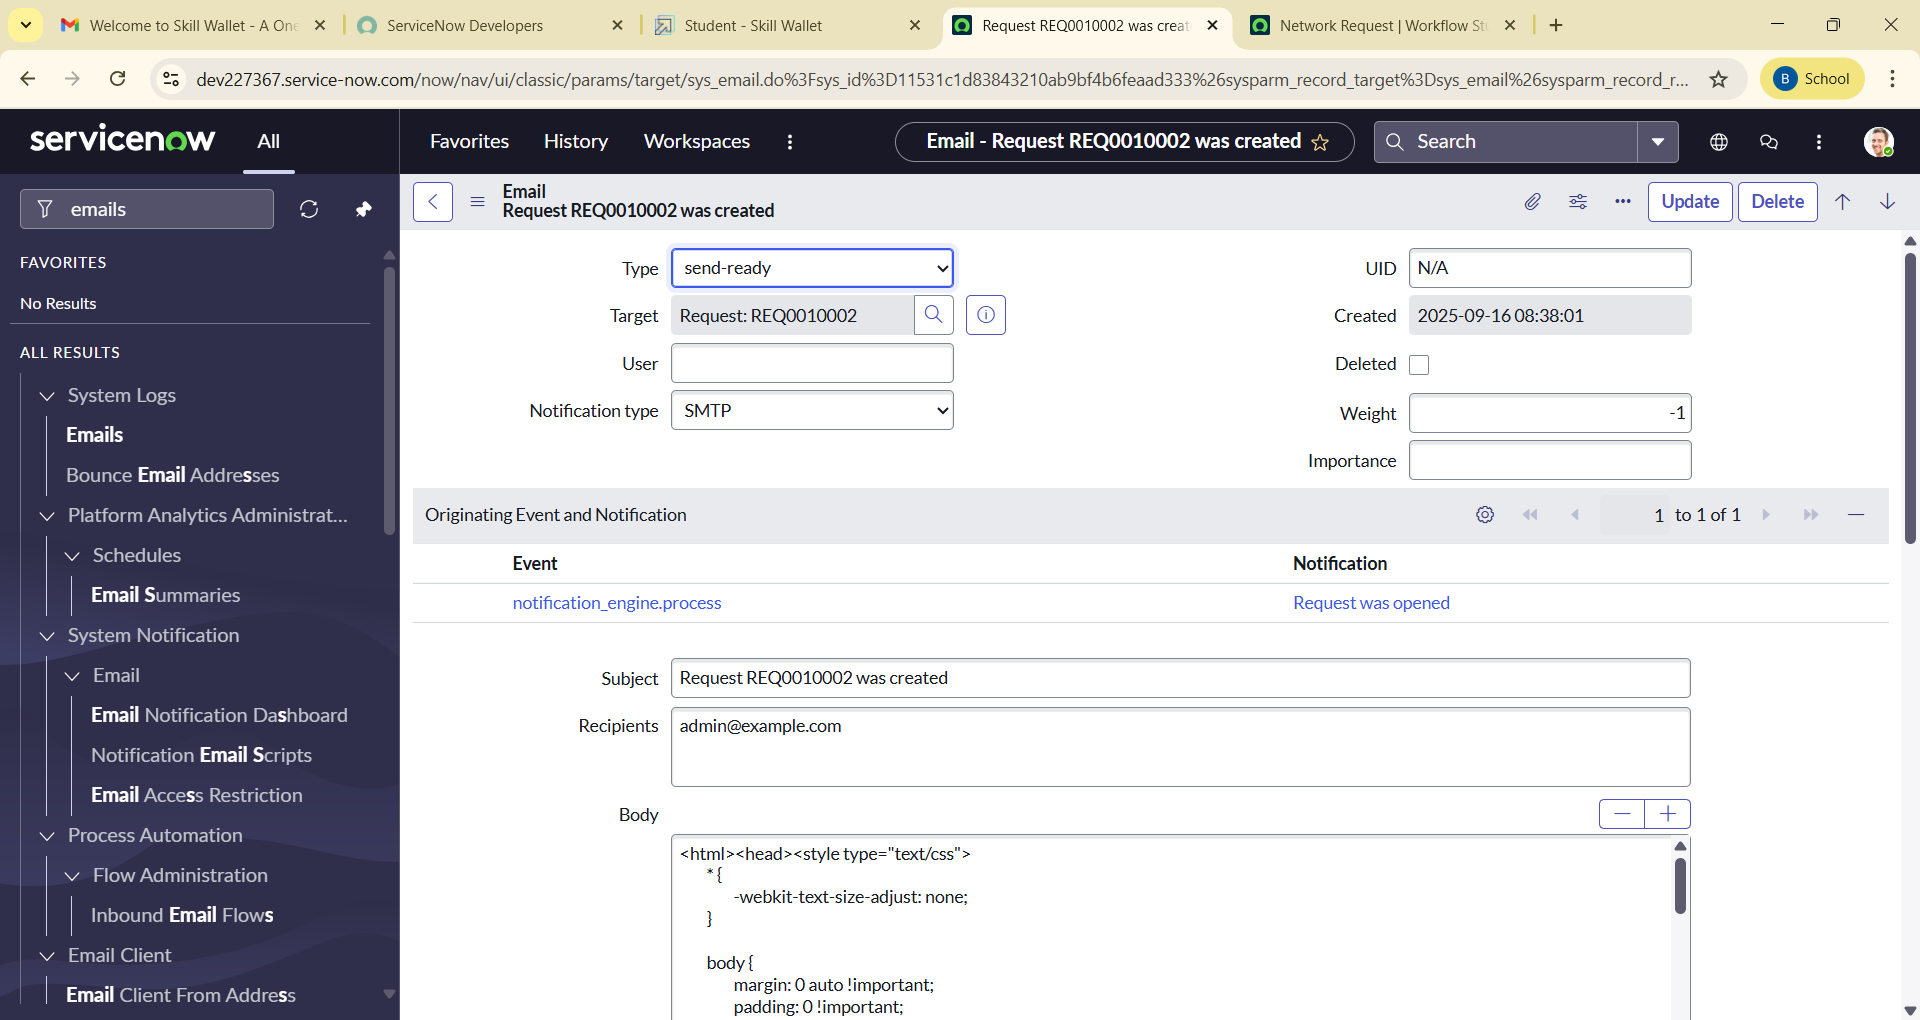 Welcome to Skill Wallet - A One
ServiceNow Developers
Student - Skill Wallet
Request REQ0010002 was creat
Network Request | Workflow Stu
dev227367.service-now.com/now/nav/ui/classic/params/target/sys_email.do%3Fsys_id%3D11531c1d83843210ab9bf4b6feaad333%26sysparm_record_target%3Dsys_email%26sysparm_record_r...
B School
servicenow
All
Favorites
History
Workspaces
Email - Request REQ0010002 was created
Search
emails
FAVORITES
No Results
ALL RESULTS
System Logs
Emails
Bounce Email Addresses
Platform Analytics Administrat...
Schedules
Email Summaries
System Notification
Email
Email Notification Dashboard
Notification Email Scripts
Email Access Restriction
Process Automation
Flow Administration
Inbound Email Flows
Email Client
Email Client From Address
Email
Request REQ0010002 was created
Update
Delete
Type send-ready
UID N/A
Target Request: REQ0010002
Created 2025-09-16 08:38:01
User
Deleted
Notification type SMTP
Weight -1
Importance
Originating Event and Notification
1 to 1 of 1
Event Notification
notification_engine.process Request was opened
Subject Request REQ0010002 was created
Recipients admin@example.com
Body
<html><head><style type="text/css">
* {
-webkit-text-size-adjust: none;
}
body {
margin: 0 auto !important;
padding: 0 !important;